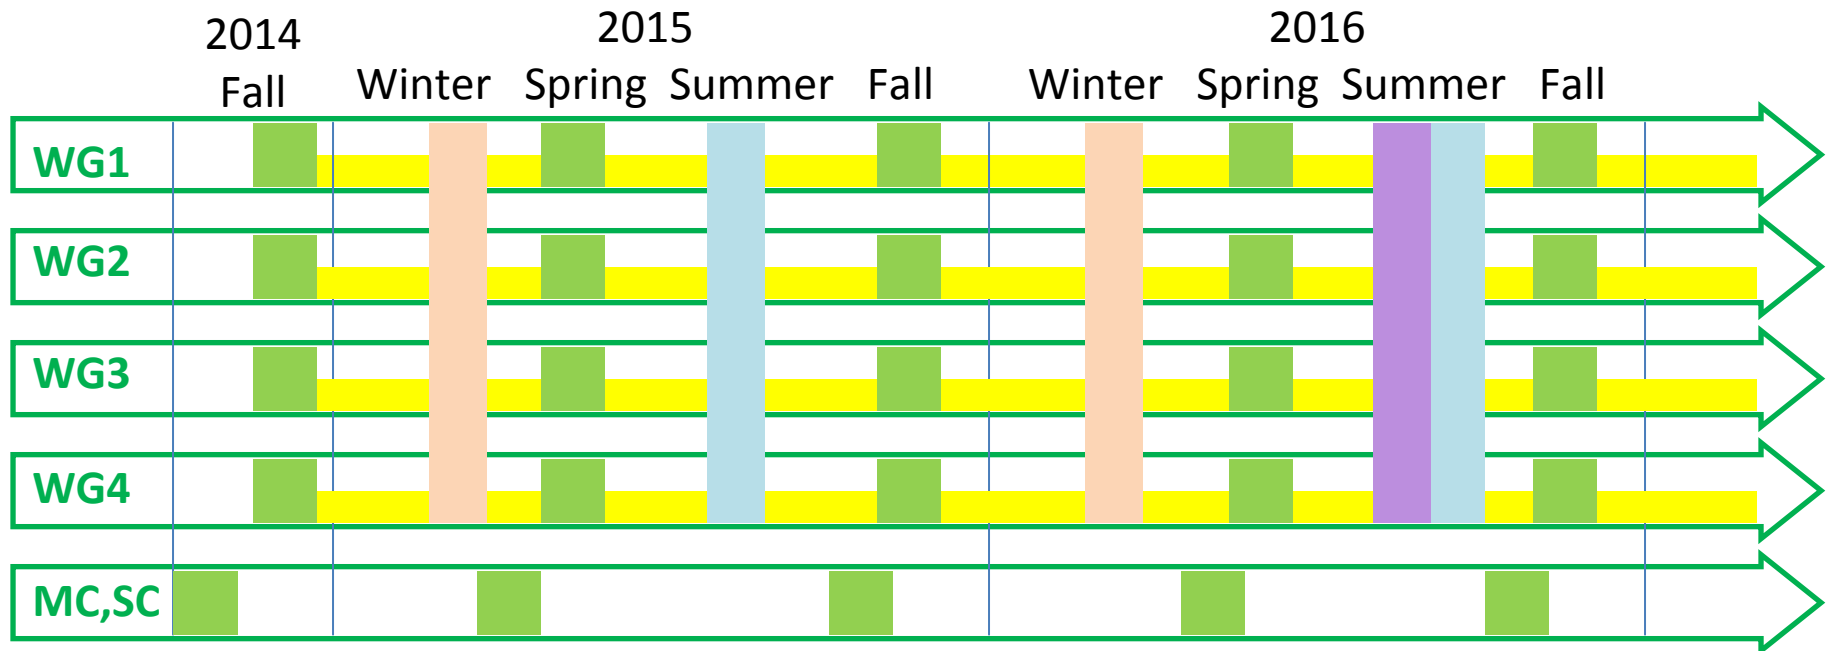 2014 2015 2016
Fall Winter Spring Summer Fall Winter Spring Summer Fall
WG1
WG2
WG3
WG4
MC,SC